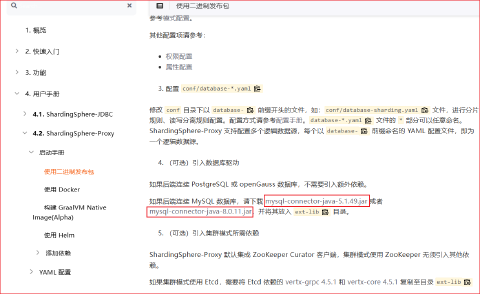 使用二进制发布包
1. 概览
2. 快速入门
3. 功能
4. 用户手册
4.1. ShardingSphere-JDBC
4.2. ShardingSphere-Proxy
启动手册
使用二进制发布包
使用 Docker
构建 GraalVM Native
Image(Alpha)
使用 Helm
添加依赖
YAML 配置
参考模式配置。
其他配置项请参考：
权限配置
属性配置
3. 配置 conf/database-*.yaml
修改 conf 目录下以 database- 前缀开头的文件，如：conf/database-sharding.yaml 文件，进行分片
规则、读写分离规则配置。配置方式请参考配置手册。database-*.yaml 文件的 * 部分可以任意命名。
ShardingSphere-Proxy 支持配置多个逻辑数据源，每个以 database- 前缀命名的 YAML 配置文件，即为
一个逻辑数据源。
4. （可选）引入数据库驱动
如果后端连接 PostgreSQL 或 openGauss 数据库，不需要引入额外依赖。
如果后端连接 MySQL 数据库，请下载 mysql-connector-java-5.1.49.jar 或者
mysql-connector-java-8.0.11.jar，并将其放入 ext-lib 目录。
5. （可选）引入集群模式所需依赖
ShardingSphere-Proxy 默认集成 ZooKeeper Curator 客户端，集群模式使用 ZooKeeper 无须引入其他依
赖。
如果集群模式使用 Etcd，需要将 Etcd 依赖的 vertx-grpc 4.5.1 和 vertx-core 4.5.1 复制至目录 ext-lib